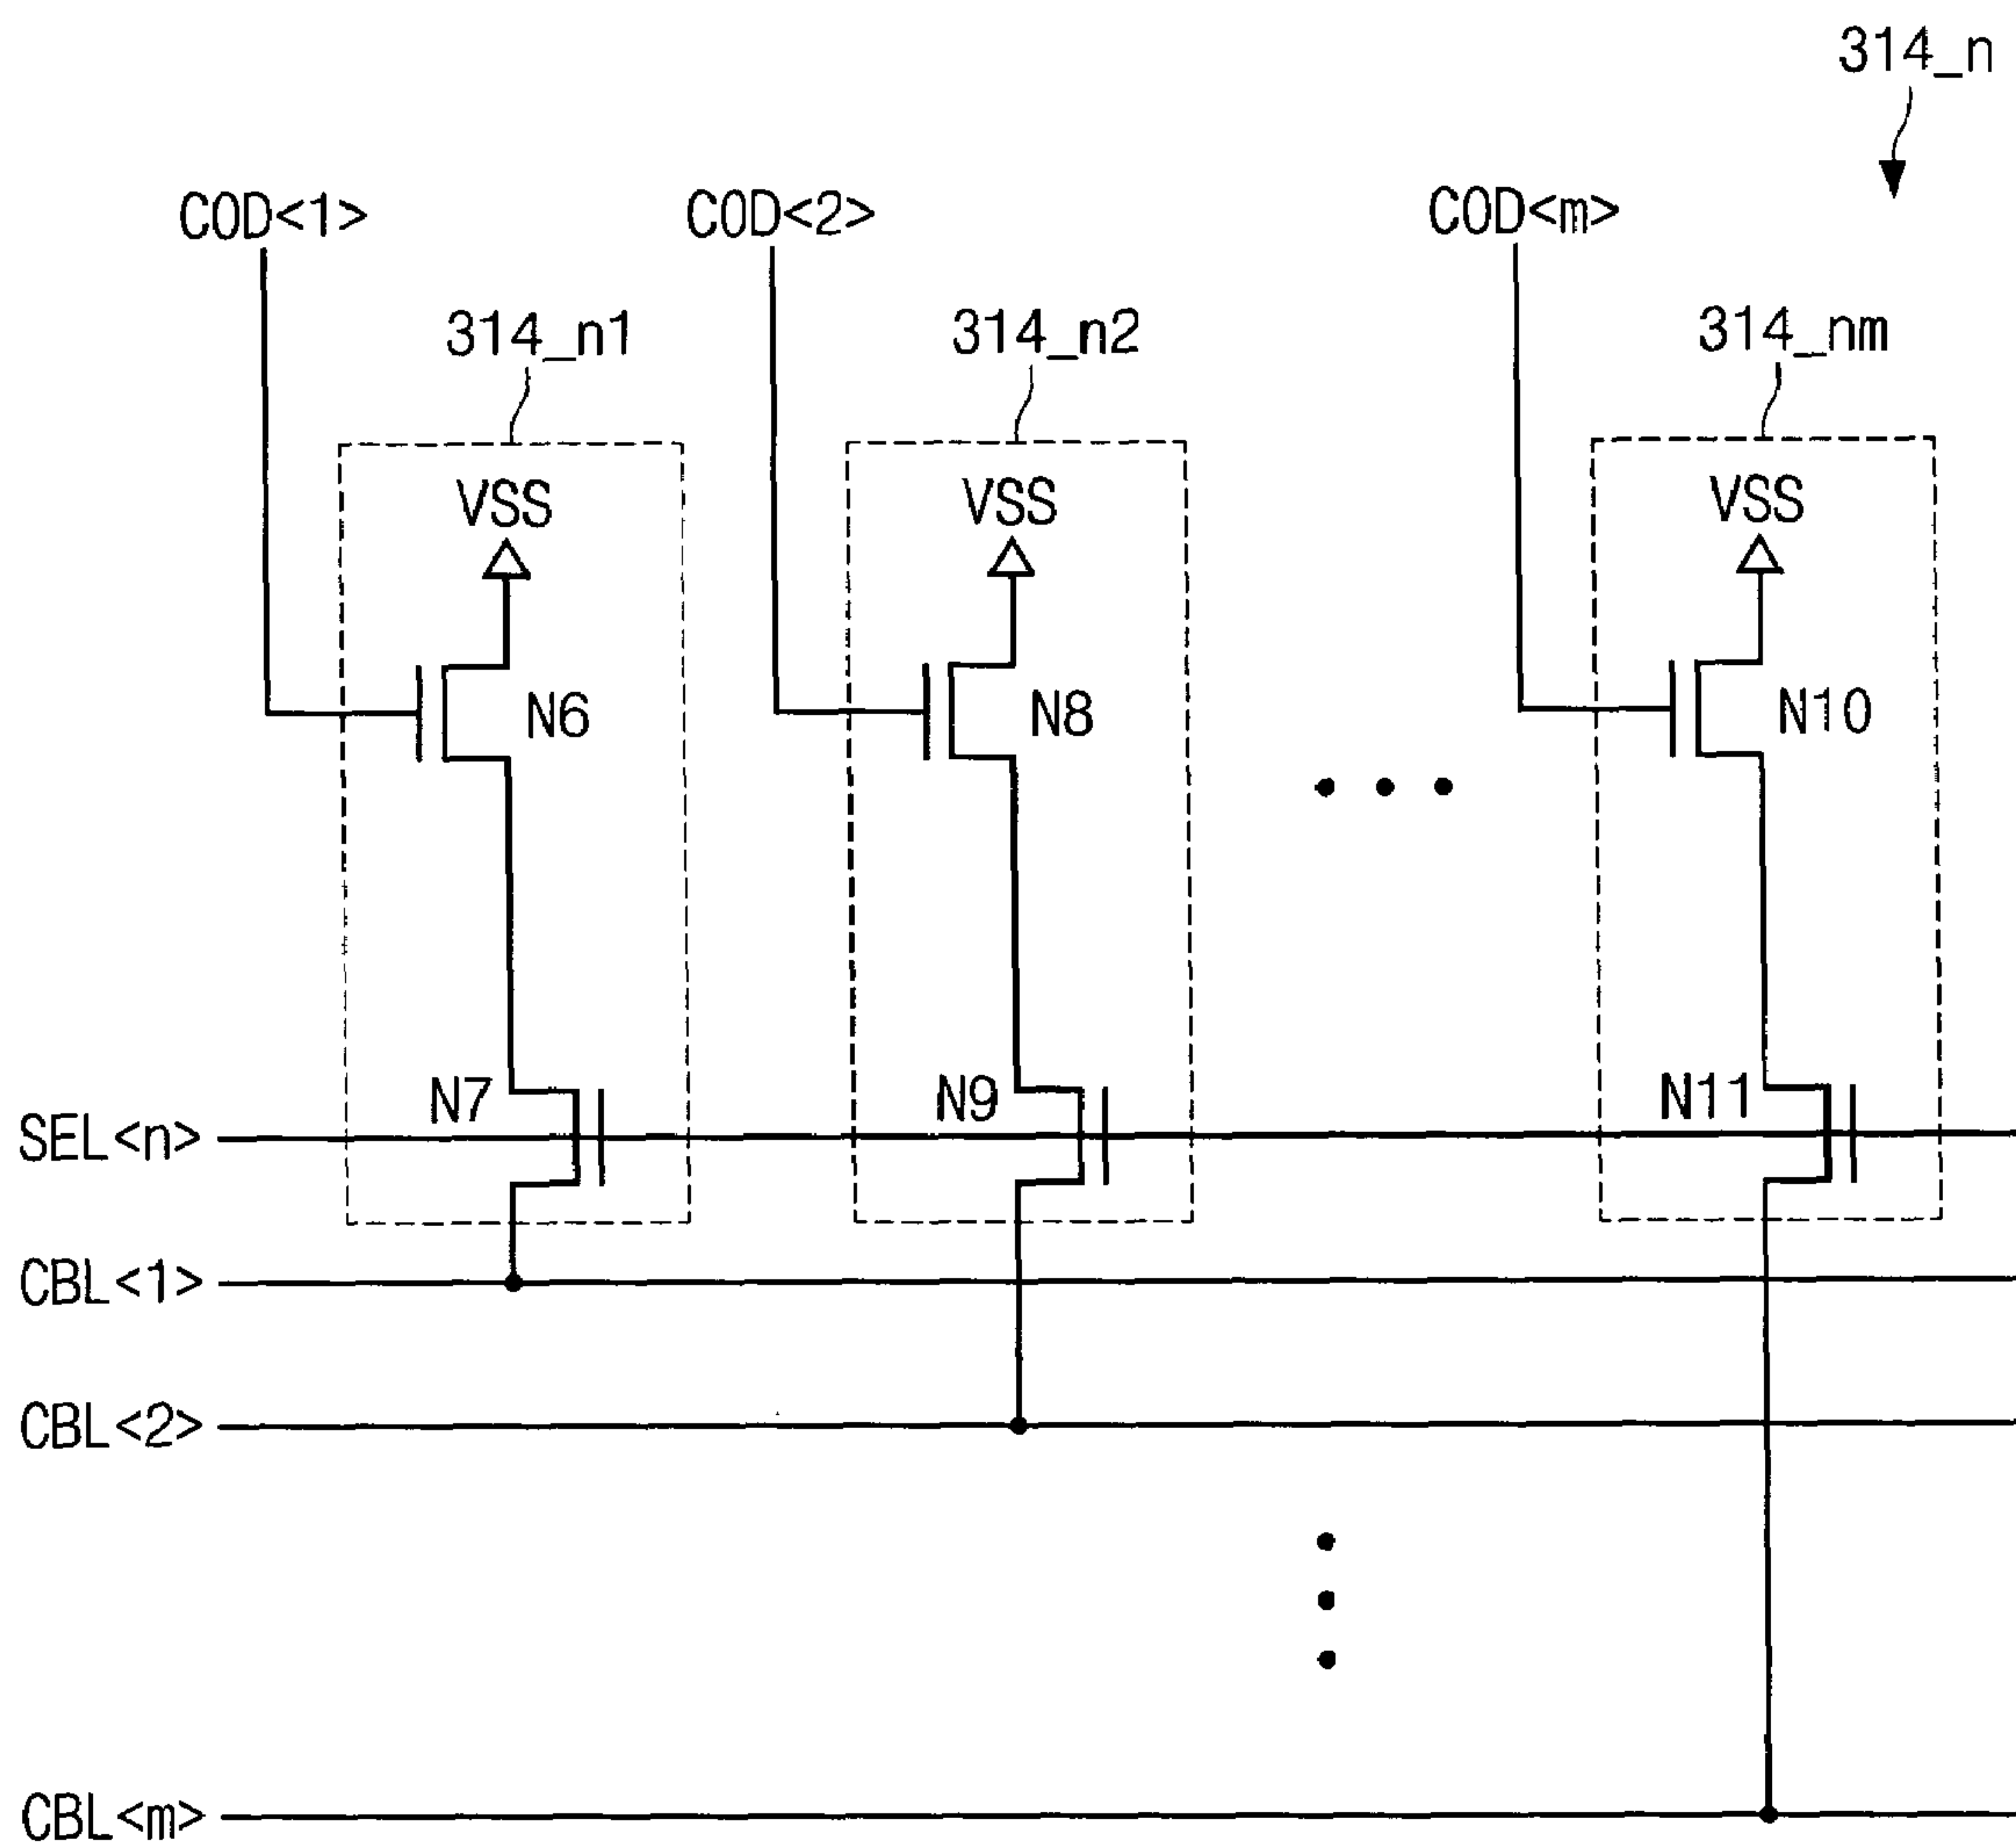 314_n
COD<1> COD<2> COD<m>
314_n1 314_n2 314_nm
VSS VSS VSS
N6 N8 N10
N7 N9 N11
SEL<n>
CBL<1>
CBL<2>
CBL<m>